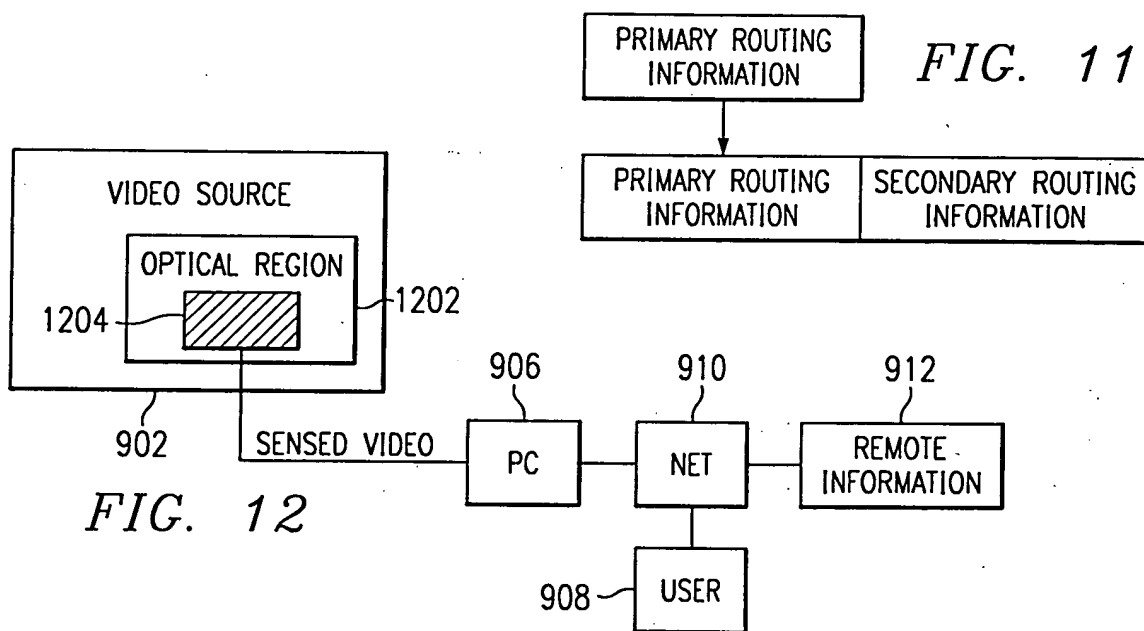 PRIMARY ROUTING
INFORMATION
FIG. 11
PRIMARY ROUTING
INFORMATION
SECONDARY ROUTING
INFORMATION
VIDEO SOURCE
OPTICAL REGION
1204
1202
902
SENSED VIDEO
906
PC
910
NET
912
REMOTE
INFORMATION
908
USER
FIG. 12